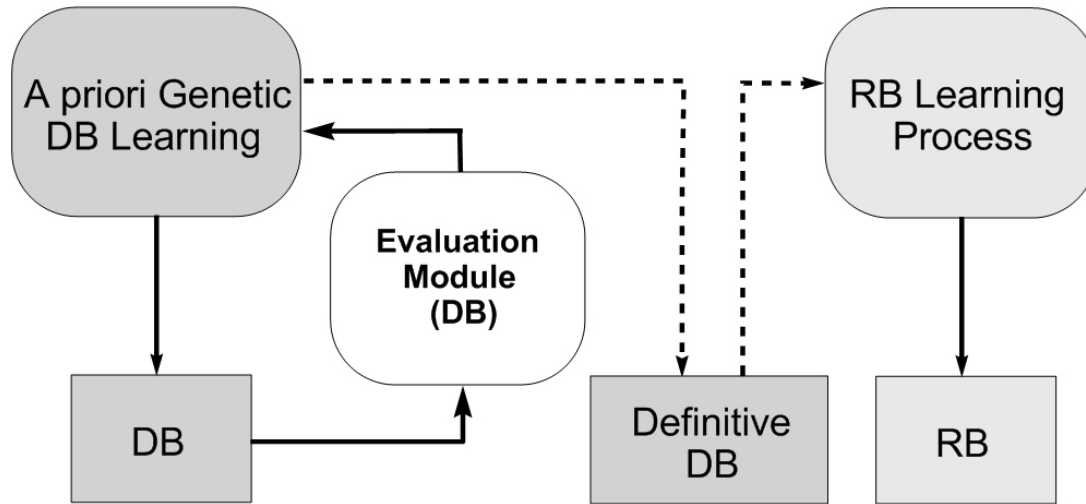 A priori Genetic
DB Learning
RB Learning
Process
Evaluation
Module
(DB)
DB
Definitive
DB
RB